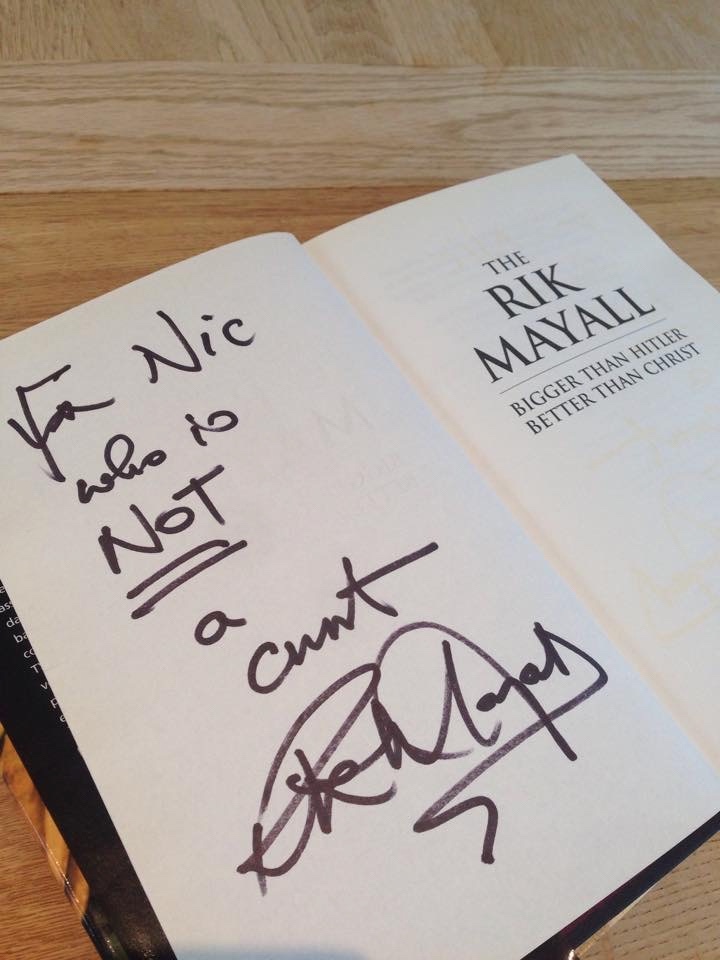 For Nic
who is
NOT
a cunt
Rik Mayall
THE
RIK
MAYALL
BIGGER THAN HITLER
BETTER THAN CHRIST